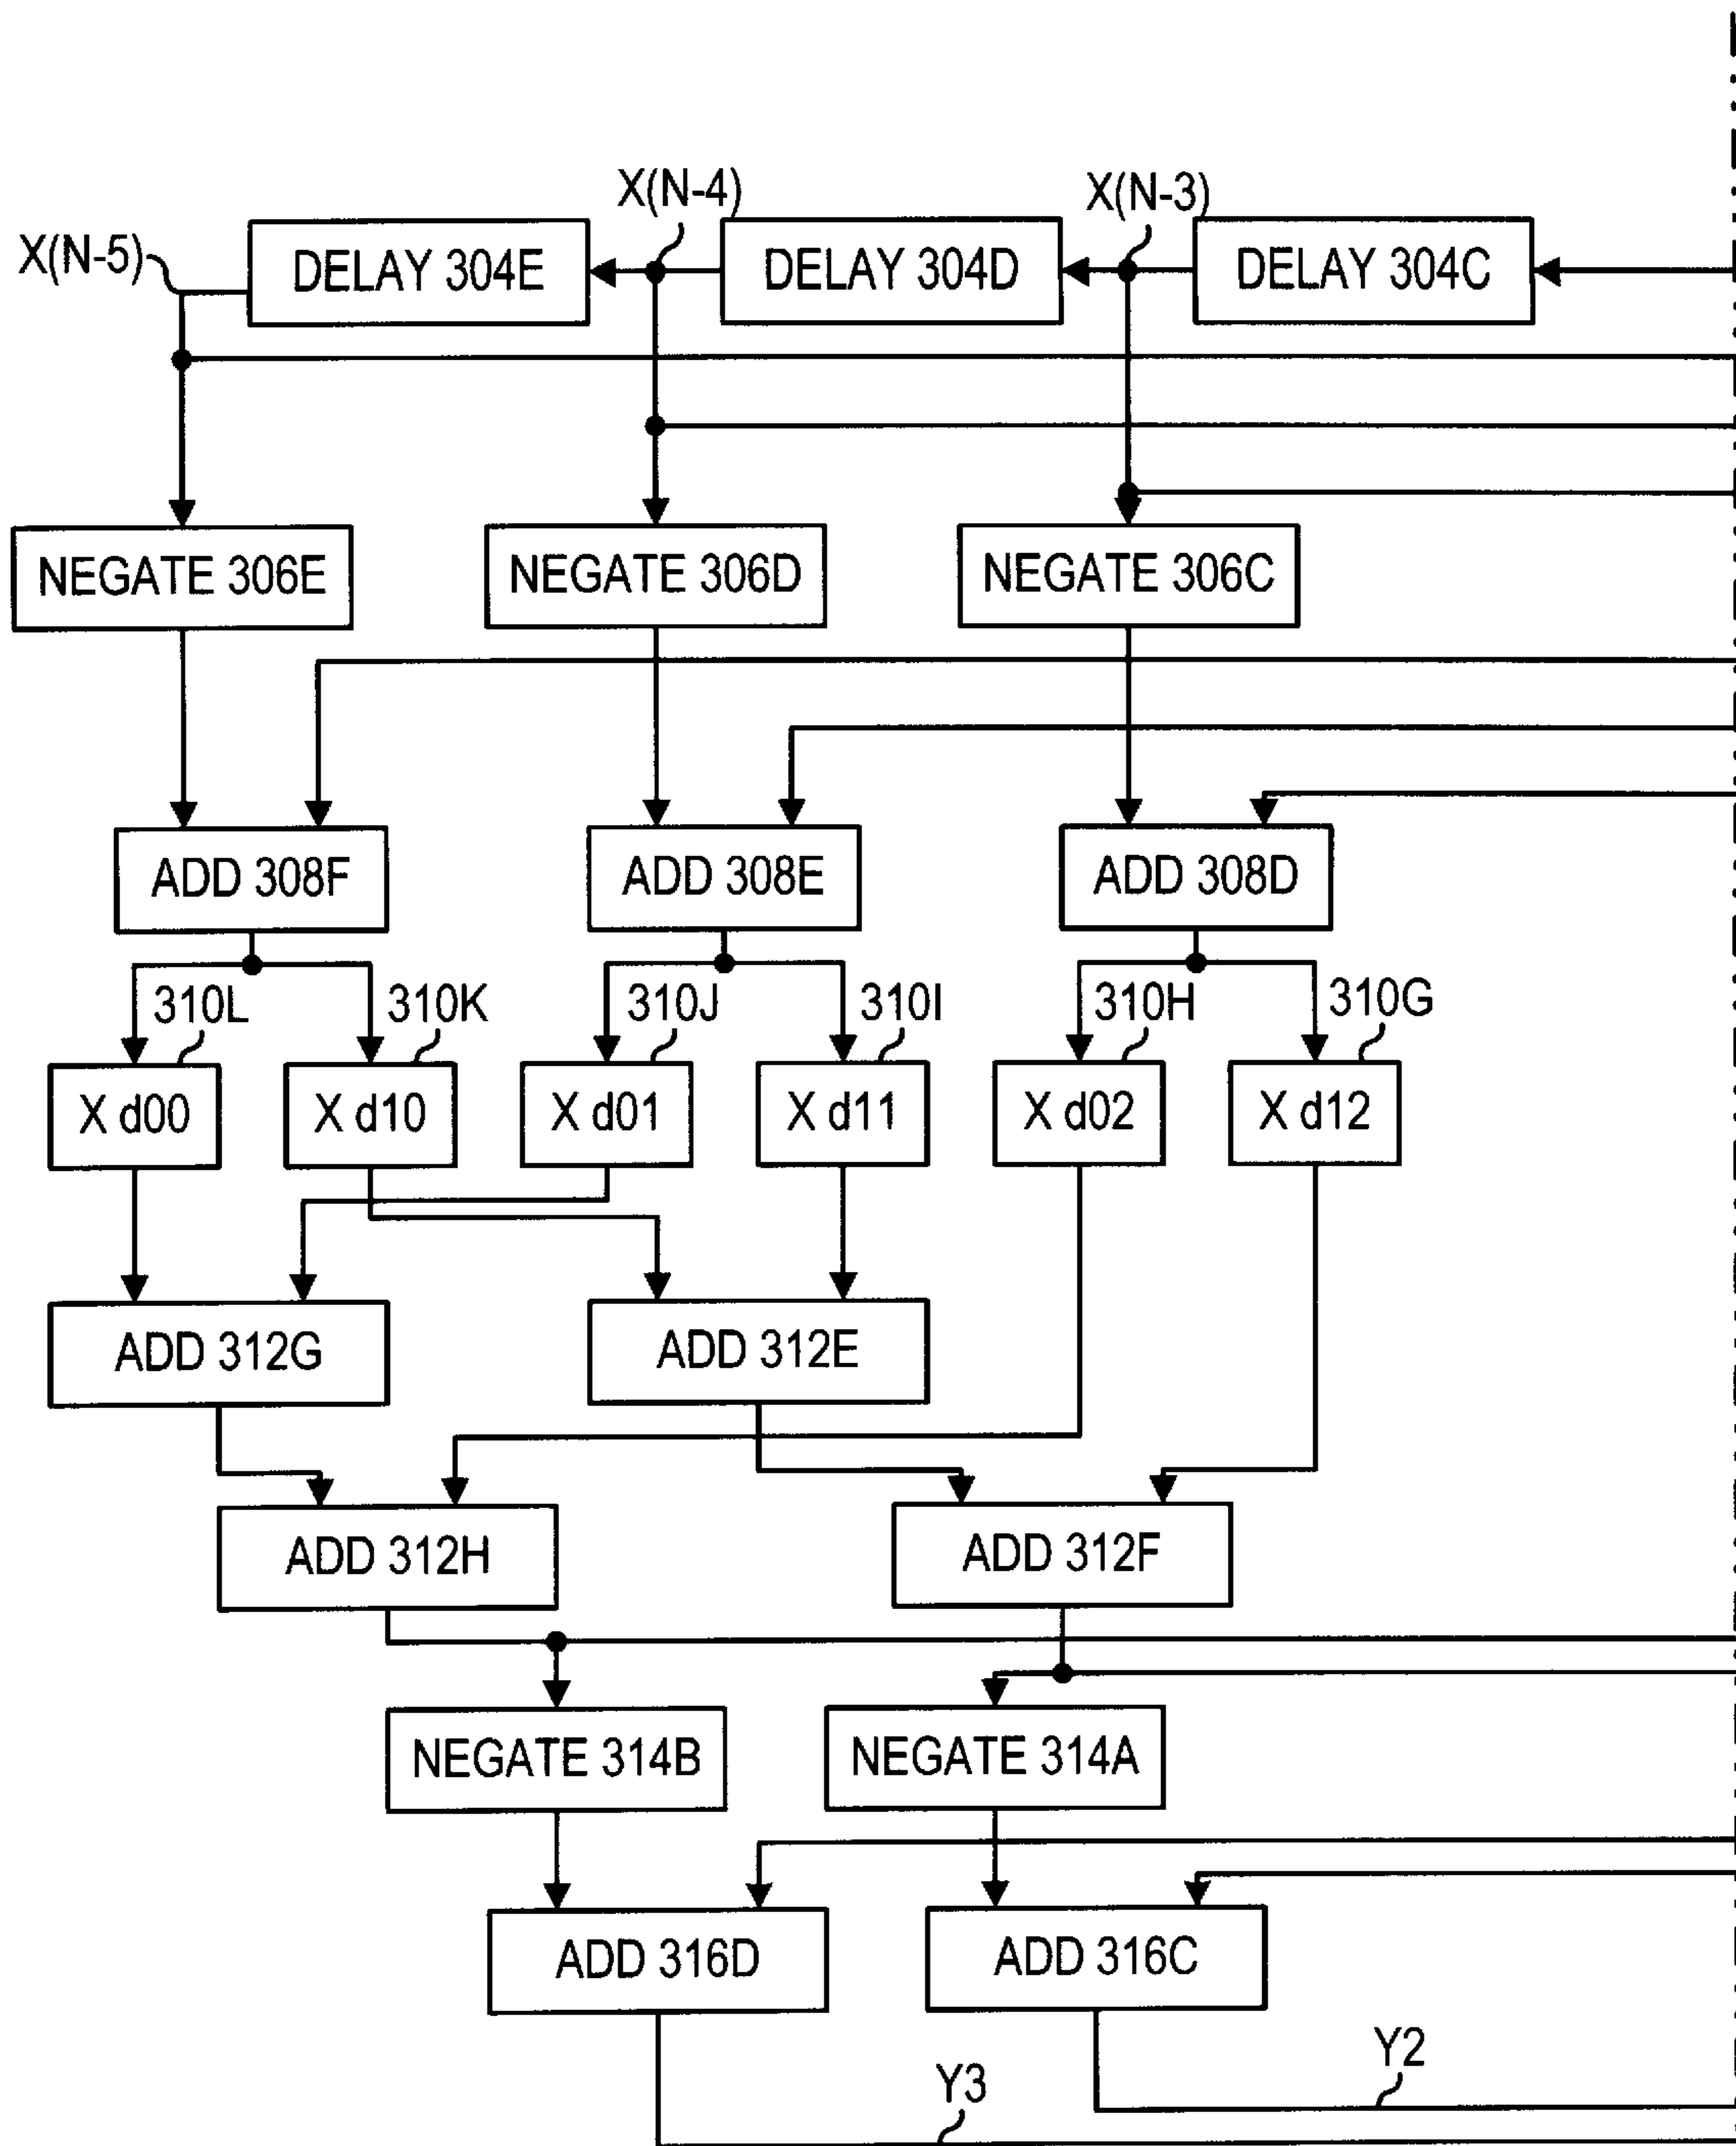 X(N-4)
X(N-3)
X(N-5)
DELAY 304E
DELAY 304D
DELAY 304C
NEGATE 306E
NEGATE 306D
NEGATE 306C
ADD 308F
ADD 308E
ADD 308D
310L
310K
310J
310I
310H
310G
X d00
X d10
X d01
X d11
X d02
X d12
ADD 312G
ADD 312E
ADD 312H
ADD 312F
NEGATE 314B
NEGATE 314A
ADD 316D
ADD 316C
Y2
Y3